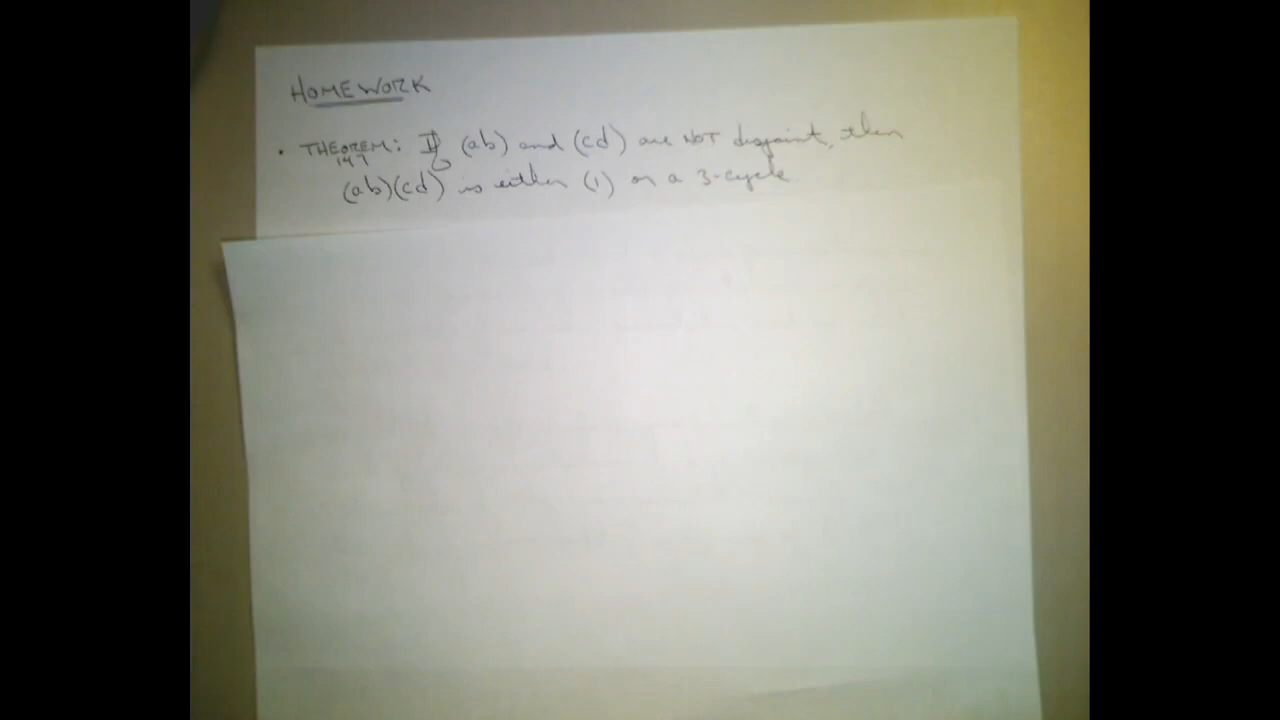 HOMEWORK
• THEOREM: If (ab) and (cd) are NOT disjoint, then
147
(ab)(cd) is either (1) or a 3-cycle